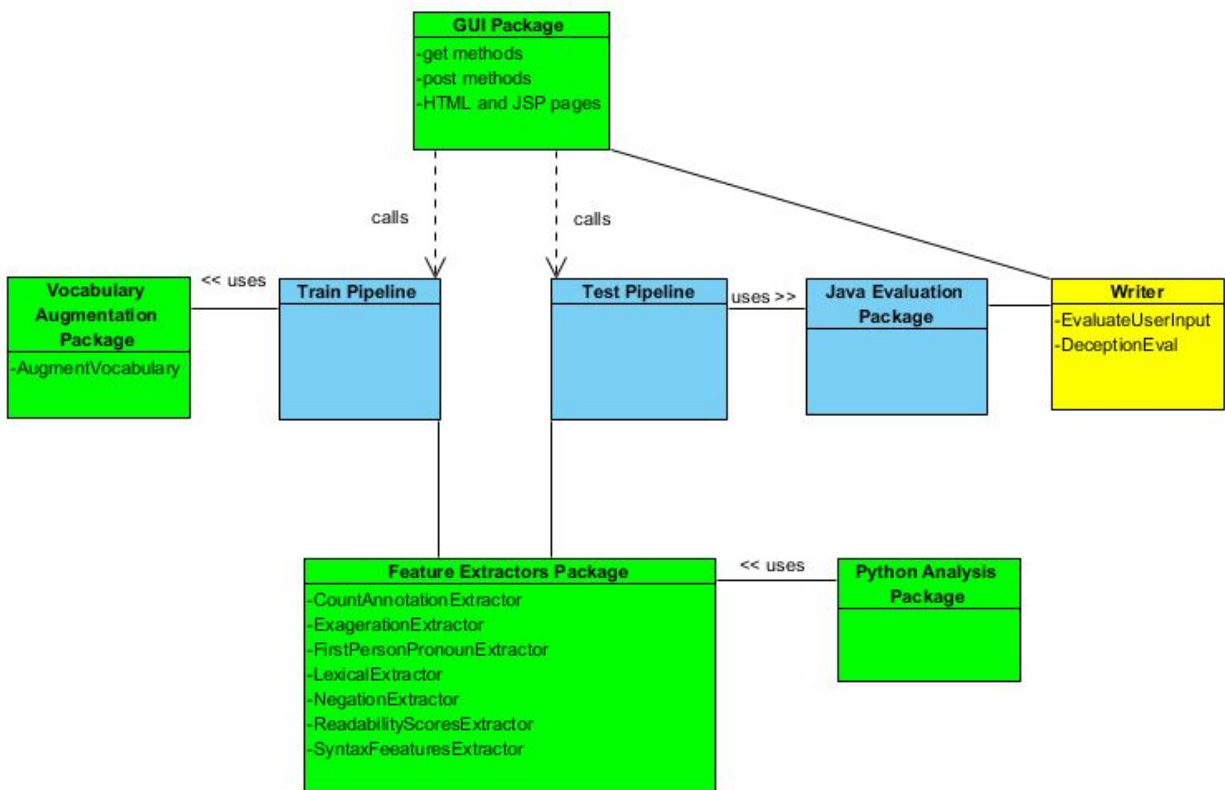 GUI Package
-get methods
-post methods
-HTML and JSP pages
calls
calls
Vocabulary
Augmentation
Package
-AugmentVocabulary
<< uses
Train Pipeline
Test Pipeline
uses >>
Java Evaluation
Package
Writer
-EvaluateUserInput
-DeceptionEval
Feature Extractors Package
-CountAnnotationExtractor
-ExagerationExtractor
-FirstPersonPronounExtractor
-LexicalExtractor
-NegationExtractor
-ReadabilityScoresExtractor
-SyntaxFeeaturesExtractor
<< uses
Python Analysis
Package